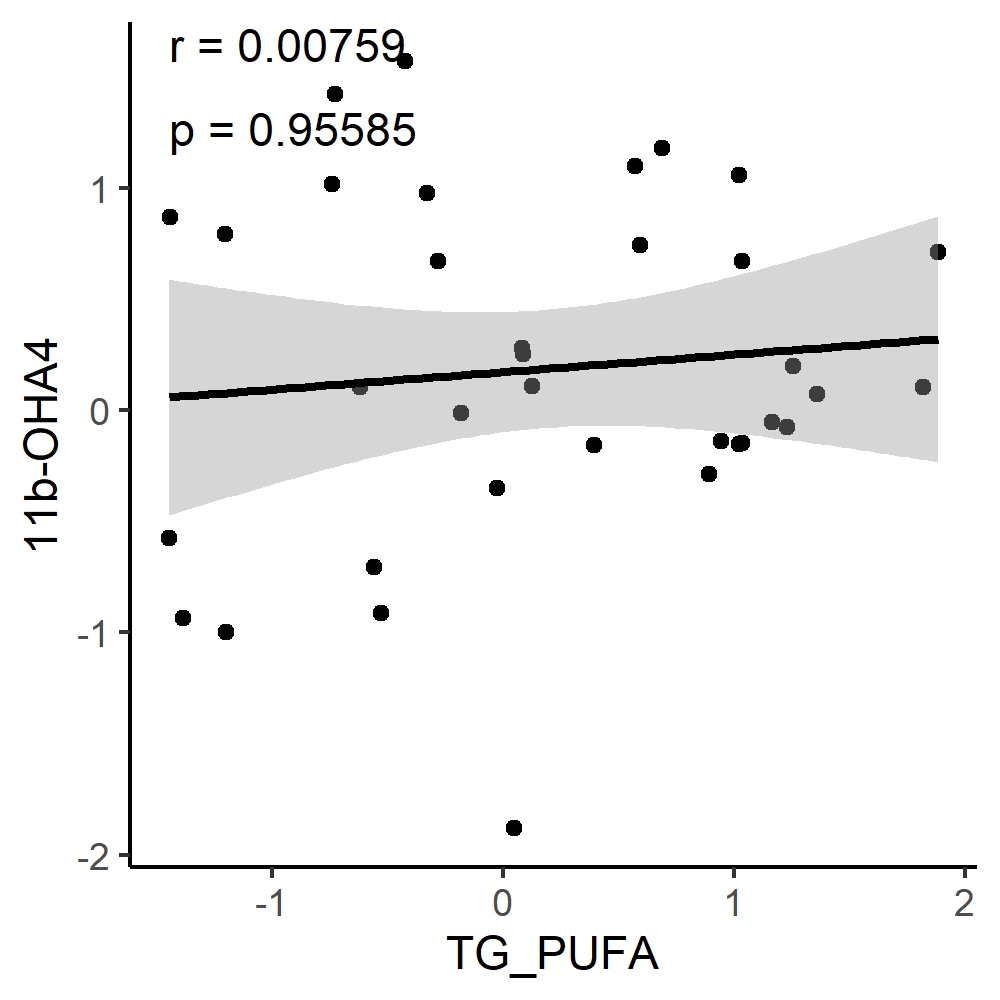 r = 0.00759
p = 0.95585
1
0
-1
-2
11b-OHA4
-1 0 1 2
TG_PUFA